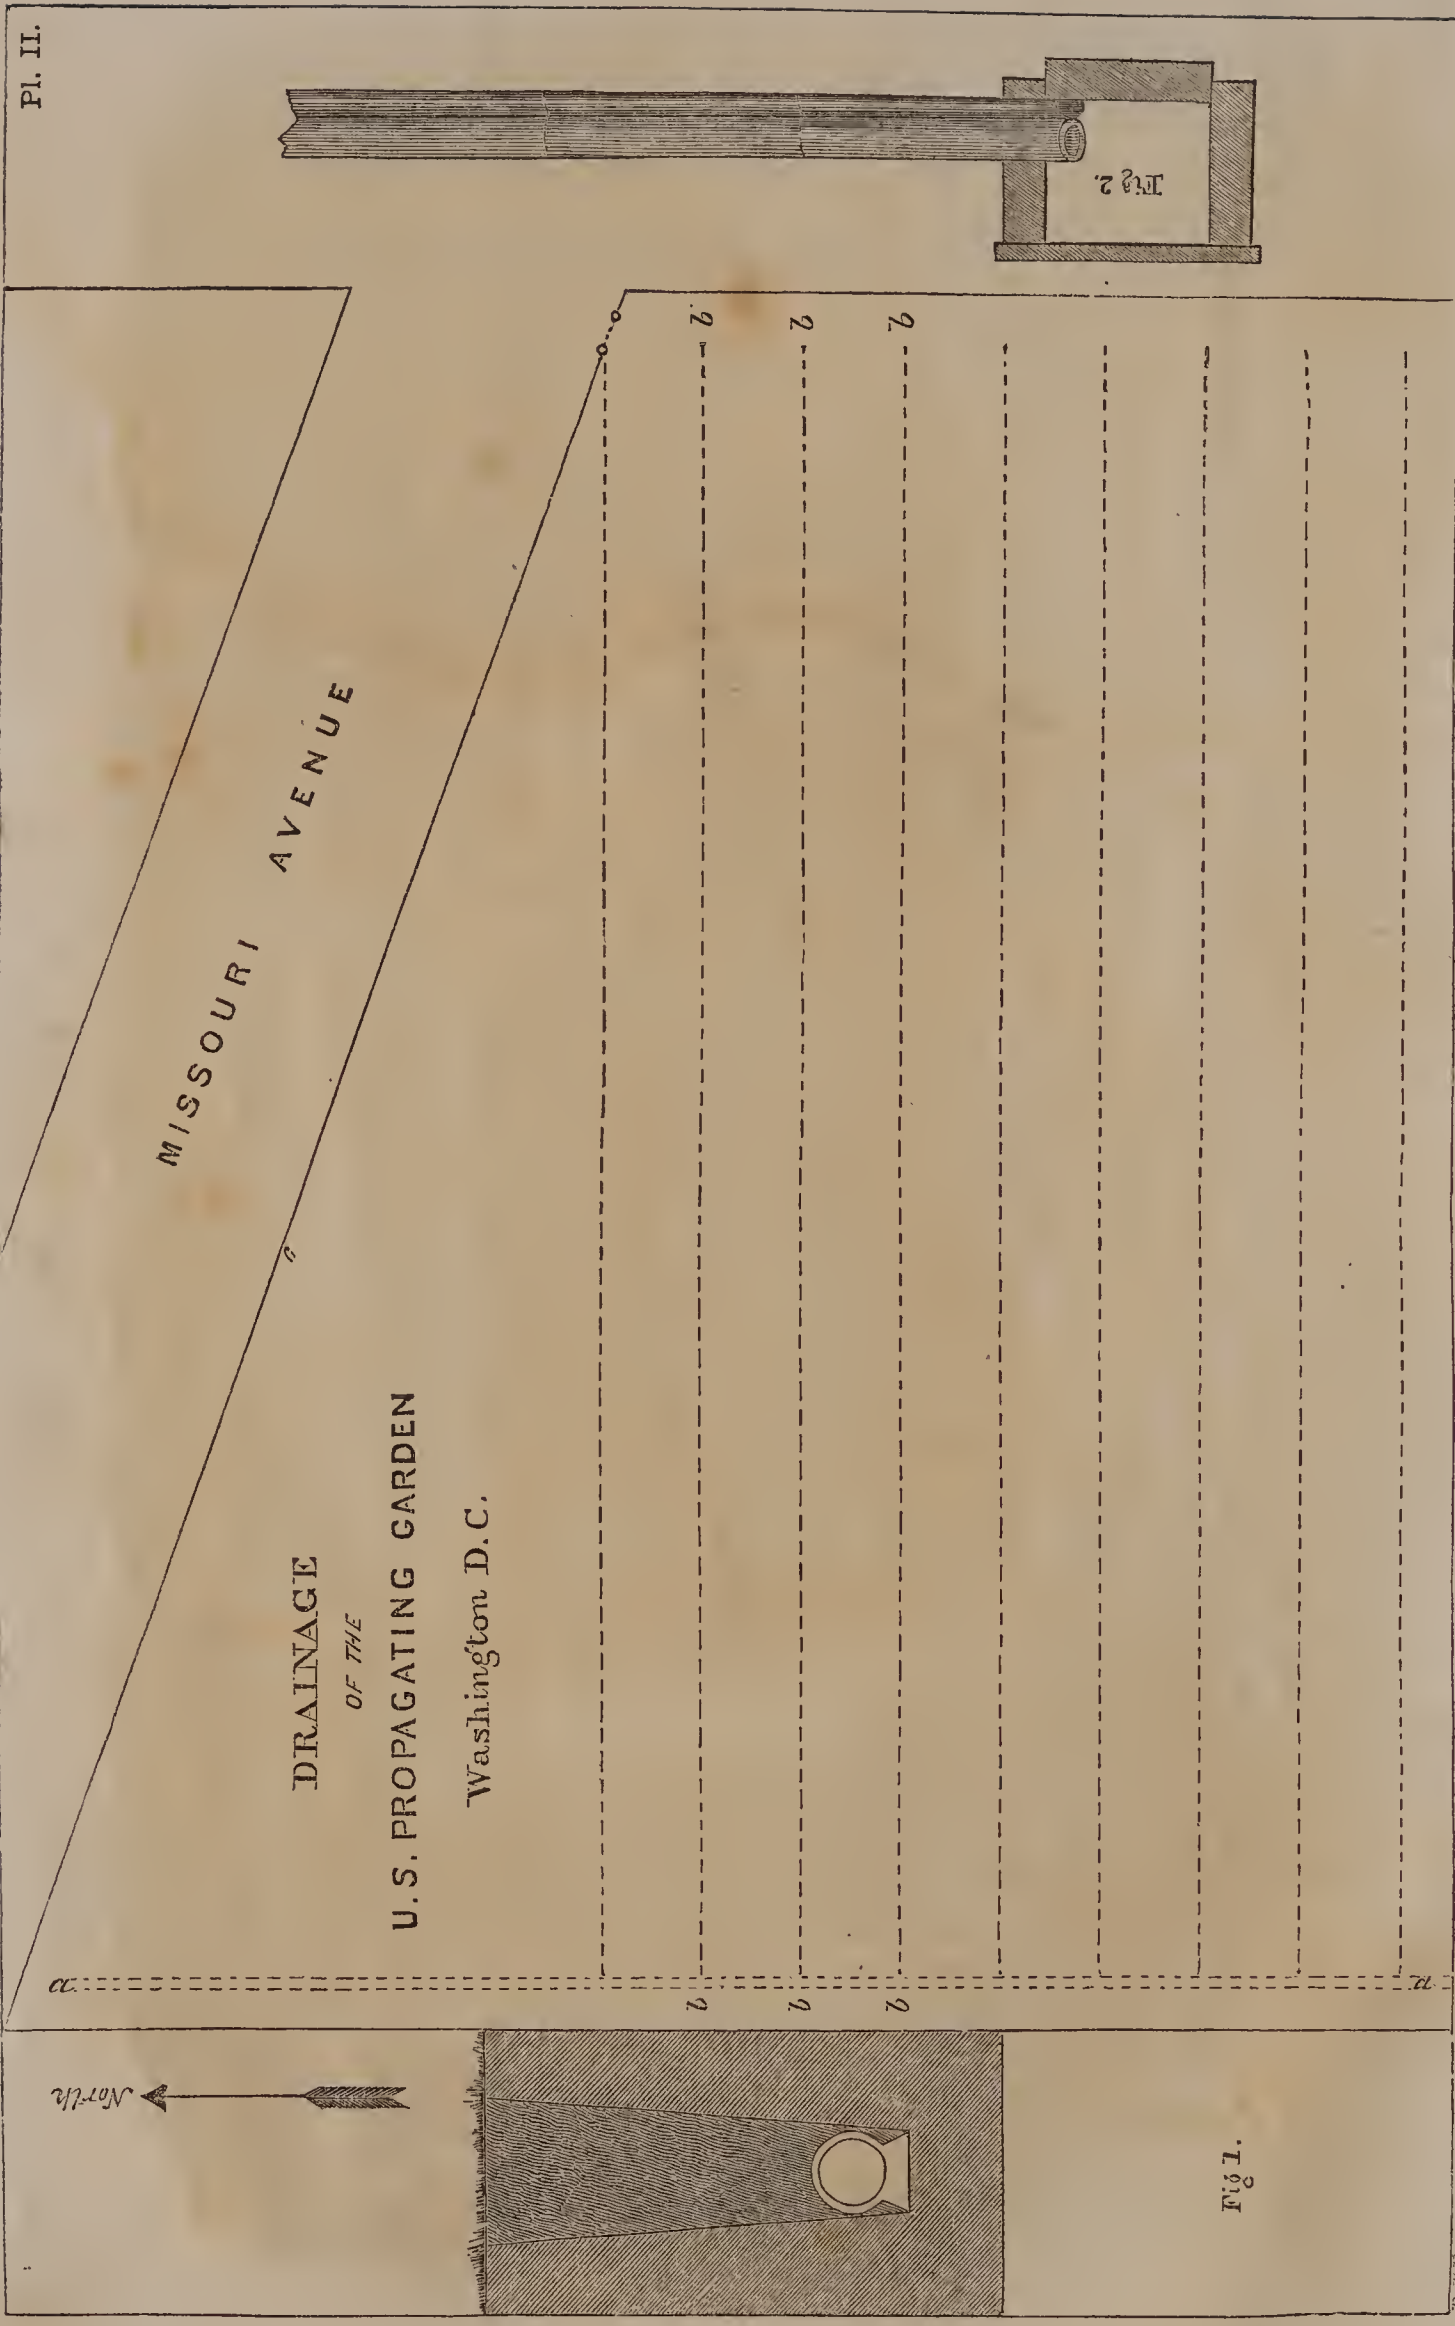 Pl. II.
Fig 2.
MISSOURI AVENUE
DRAINAGE
OF THE
U.S. PROPAGATING GARDEN
Washington D.C.
b b b
b b b
a a
North
Fig 1.